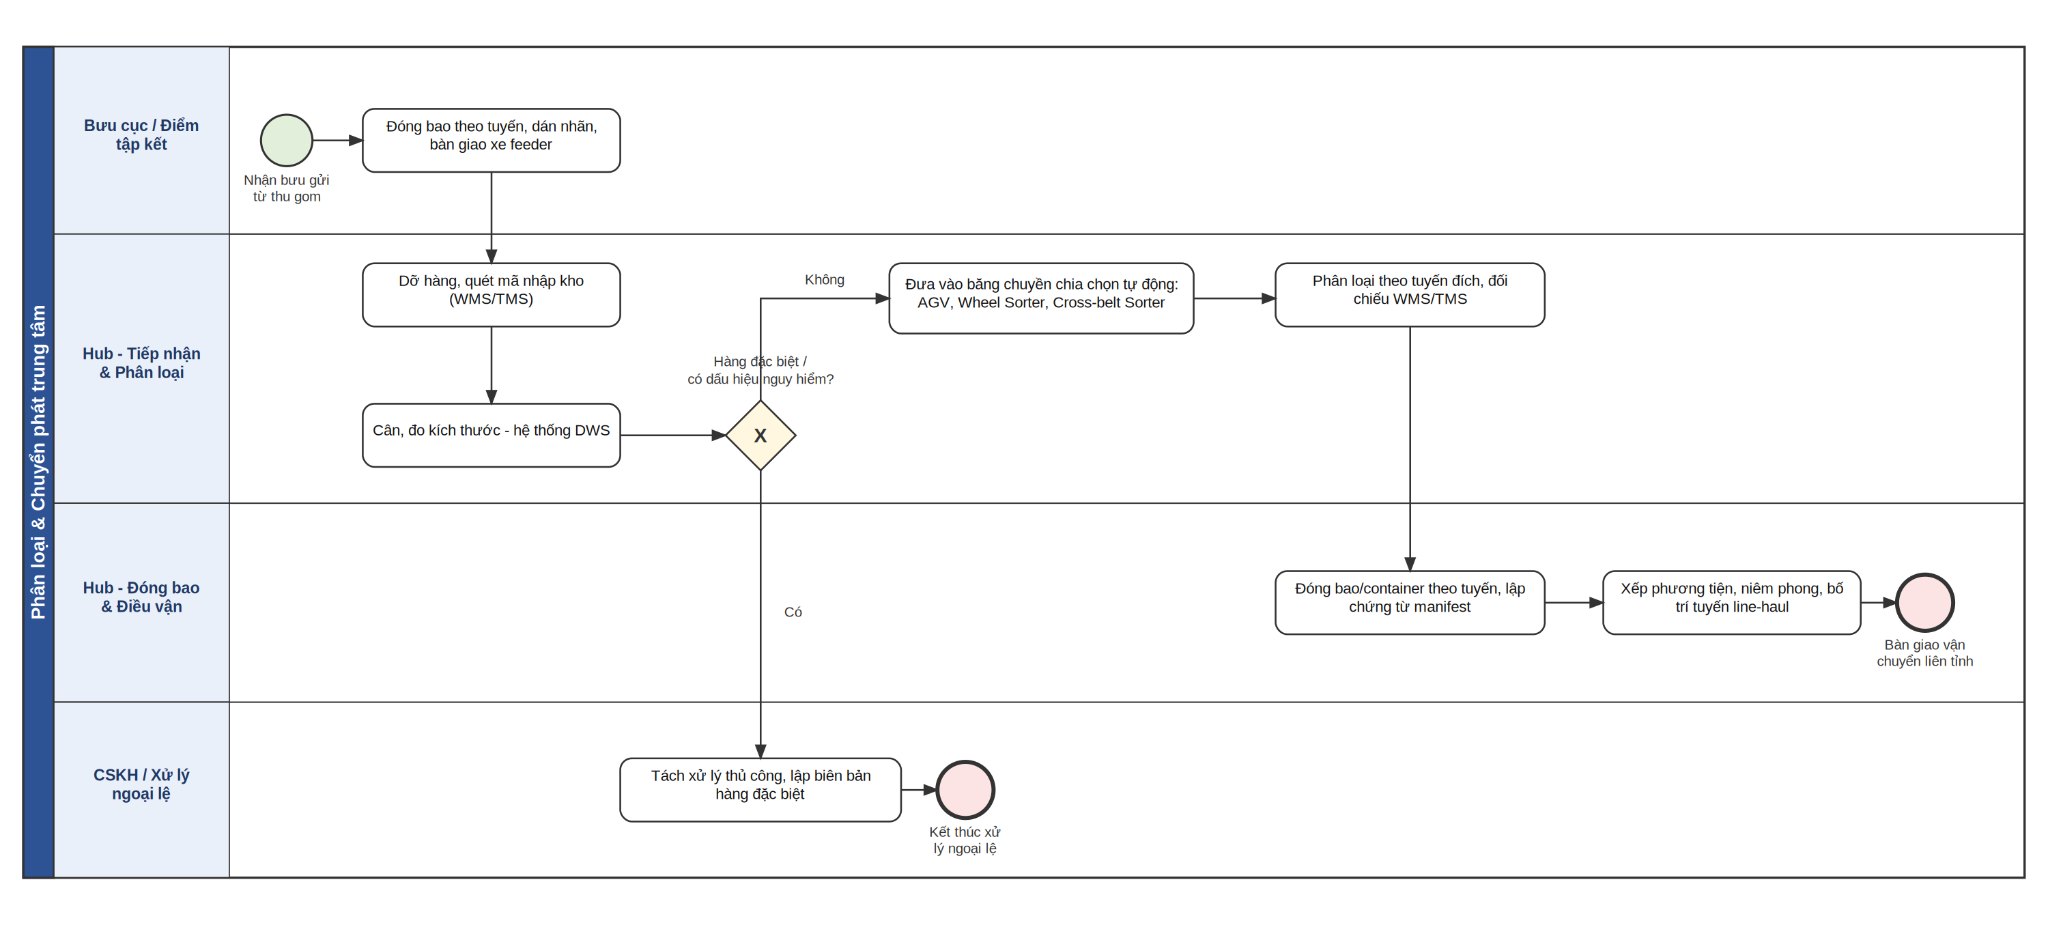 Phân loại & Chuyển phát trung tâm
Bưu cục / Điểm
tập kết
Nhận bưu gửi
từ thu gom
Đóng bao theo tuyến, dán nhãn,
bàn giao xe feeder
Hub - Tiếp nhận
& Phân loại
Dỡ hàng, quét mã nhập kho
(WMS/TMS)
Cân, đo kích thước - hệ thống DWS
Hàng đặc biệt /
có dấu hiệu nguy hiểm?
X
Không
Đưa vào băng chuyền chia chọn tự động:
AGV, Wheel Sorter, Cross-belt Sorter
Phân loại theo tuyến đích, đối
chiếu WMS/TMS
Hub - Đóng bao
& Điều vận
Có
Đóng bao/container theo tuyến, lập
chứng từ manifest
Xếp phương tiện, niêm phong, bố
trí tuyến line-haul
Bàn giao vận
chuyển liên tỉnh
CSKH / Xử lý
ngoại lệ
Tách xử lý thủ công, lập biên bản
hàng đặc biệt
Kết thúc xử
lý ngoại lệ